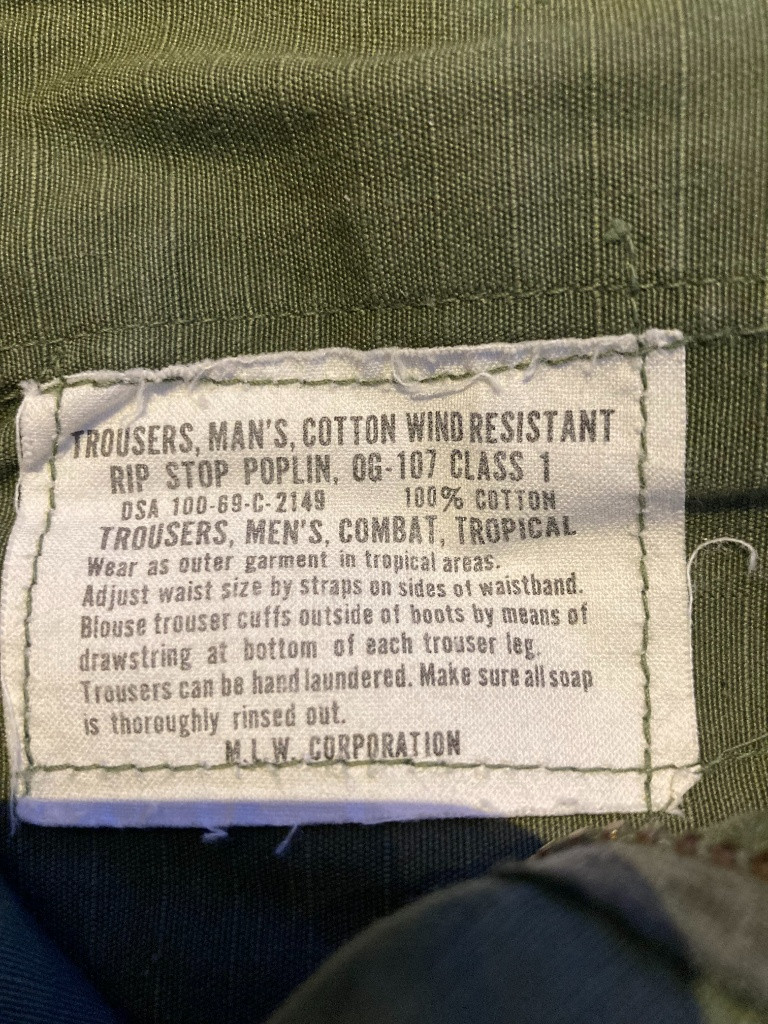 TROUSERS, MAN'S, COTTON WIND RESISTANT
RIP STOP POPLIN, OG-107 CLASS 1
DSA 100-69-C-2149 100% COTTON
TROUSERS, MEN'S, COMBAT, TROPICAL
Wear as outer garment in tropical areas.
Adjust waist size by straps on sides of waistband.
Blouse trouser cuffs outside of boots by means of
drawstring at bottom of each trouser leg.
Trousers can be hand laundered. Make sure all soap
is thoroughly rinsed out.
M.L.W. CORPORATION